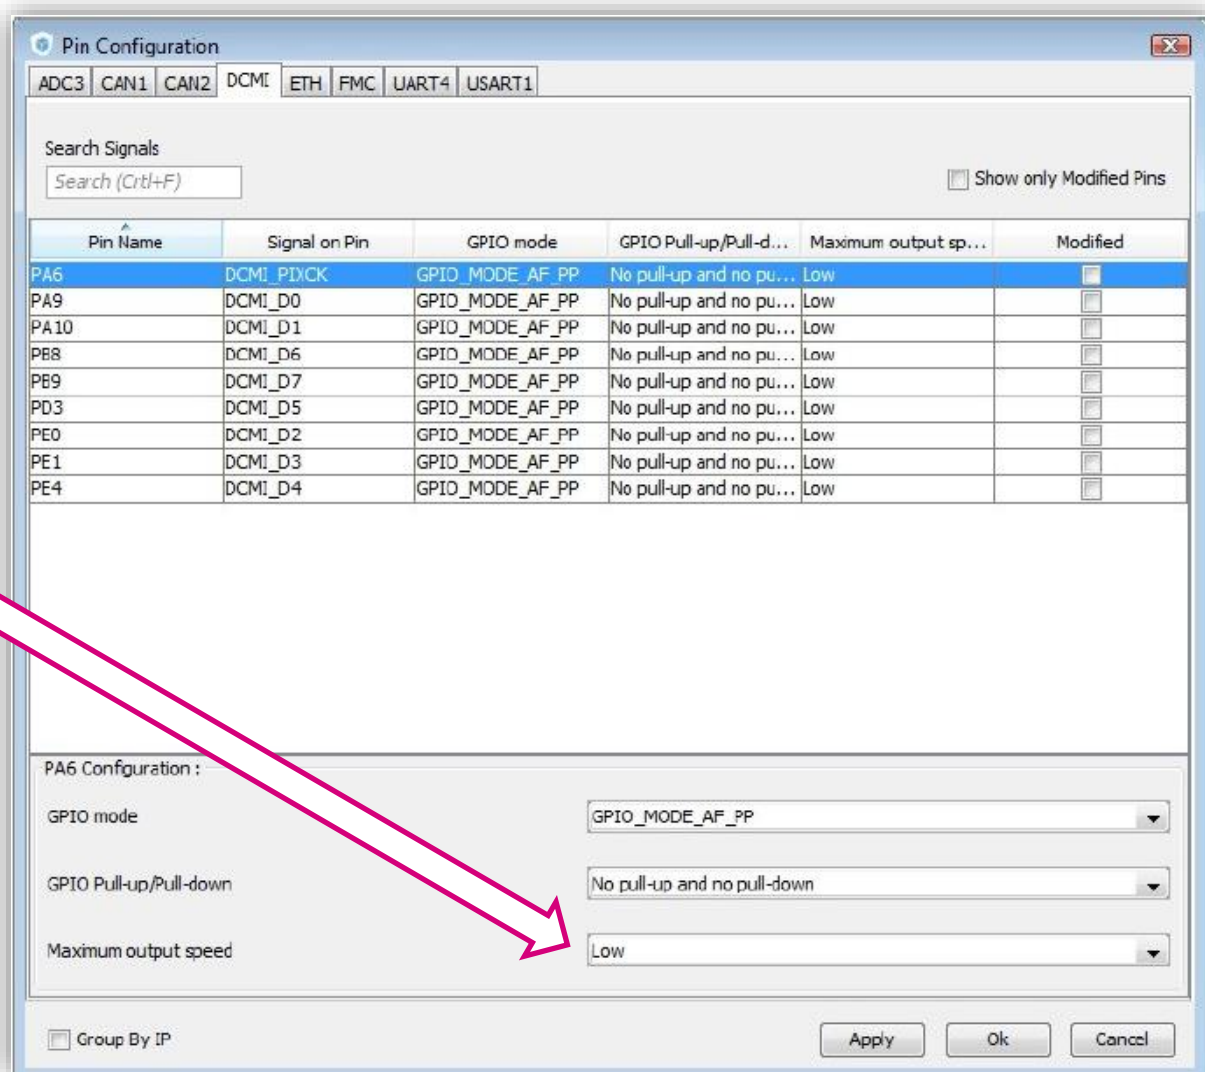 Pin Configuration
ADC3 CAN1 CAN2 DCMI ETH FMC UART4 USART1
Search Signals
Search (Crtl+F)
Show only Modified Pins
Pin Name Signal on Pin GPIO mode GPIO Pull-up/Pull-d... Maximum output sp... Modified
PA6 DCMI_PIXCK GPIO_MODE_AF_PP No pull-up and no pu... Low
PA9 DCMI_D0 GPIO_MODE_AF_PP No pull-up and no pu... Low
PA10 DCMI_D1 GPIO_MODE_AF_PP No pull-up and no pu... Low
PB8 DCMI_D6 GPIO_MODE_AF_PP No pull-up and no pu... Low
PB9 DCMI_D7 GPIO_MODE_AF_PP No pull-up and no pu... Low
PD3 DCMI_D5 GPIO_MODE_AF_PP No pull-up and no pu... Low
PE0 DCMI_D2 GPIO_MODE_AF_PP No pull-up and no pu... Low
PE1 DCMI_D3 GPIO_MODE_AF_PP No pull-up and no pu... Low
PE4 DCMI_D4 GPIO_MODE_AF_PP No pull-up and no pu... Low
PA6 Configuration :
GPIO mode GPIO_MODE_AF_PP
GPIO Pull-up/Pull-down No pull-up and no pull-down
Maximum output speed Low
Group By IP Apply Ok Cancel